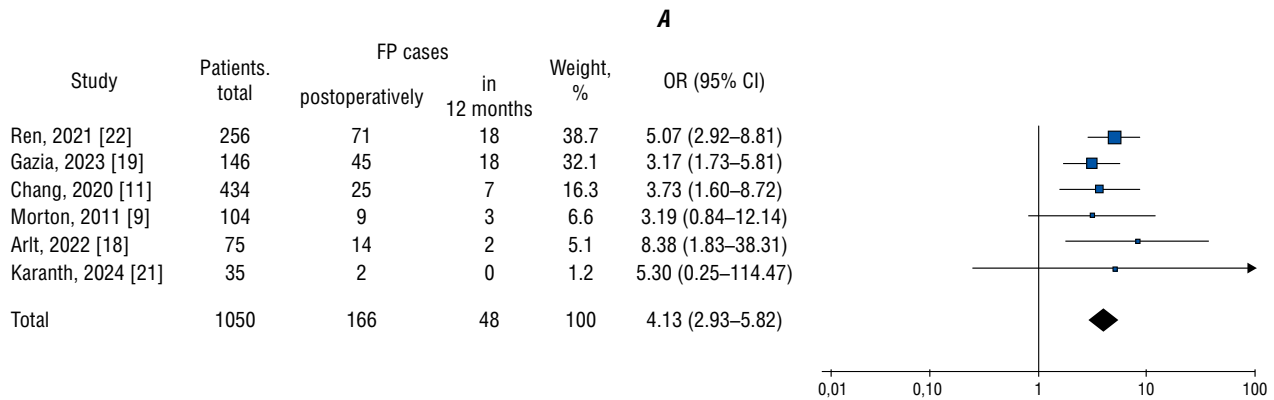 A
Study
Patients.
total
FP cases
postoperatively
in
12 months
Weight,
%
OR (95% CI)
Ren, 2021 [22] 256 71 18 38.7 5.07 (2.92–8.81)
Gazia, 2023 [19] 146 45 18 32.1 3.17 (1.73–5.81)
Chang, 2020 [11] 434 25 7 16.3 3.73 (1.60–8.72)
Morton, 2011 [9] 104 9 3 6.6 3.19 (0.84–12.14)
Arlt, 2022 [18] 75 14 2 5.1 8.38 (1.83–38.31)
Karanth, 2024 [21] 35 2 0 1.2 5.30 (0.25–114.47)
Total 1050 166 48 100 4.13 (2.93–5.82)
0,01 0,10 1 10 100